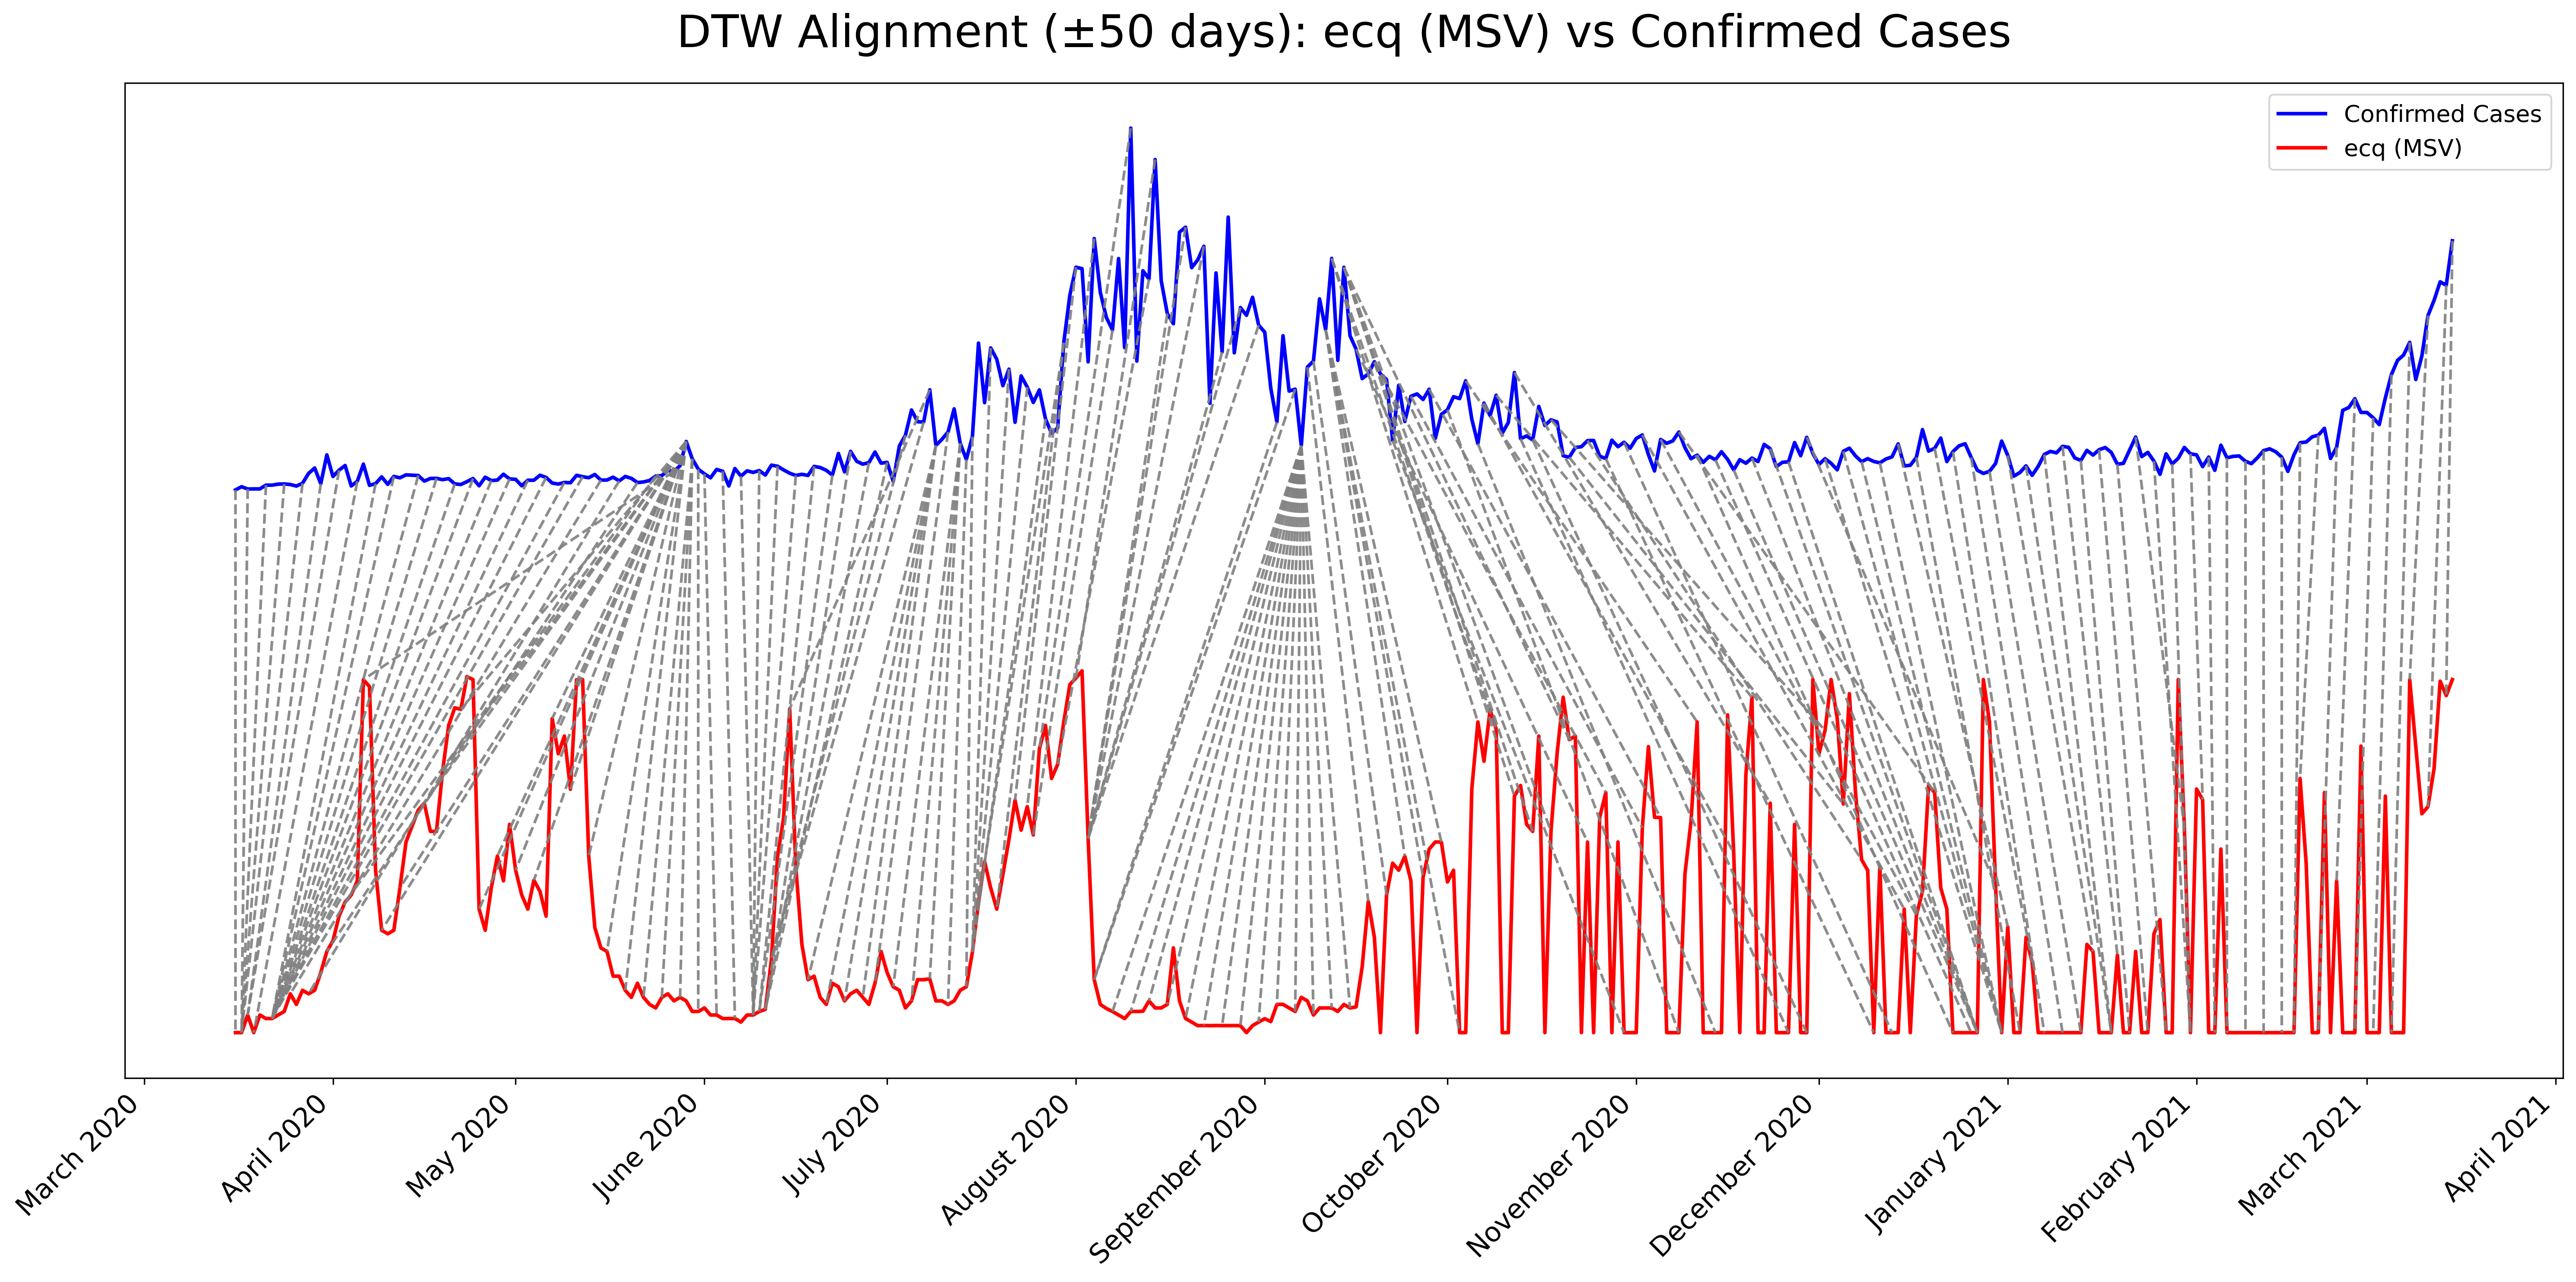 DTW Alignment (±50 days): ecq (MSV) vs Confirmed Cases
Confirmed Cases
ecq (MSV)
March 2020
April 2020
May 2020
June 2020
July 2020
August 2020
September 2020
October 2020
November 2020
December 2020
January 2021
February 2021
March 2021
April 2021